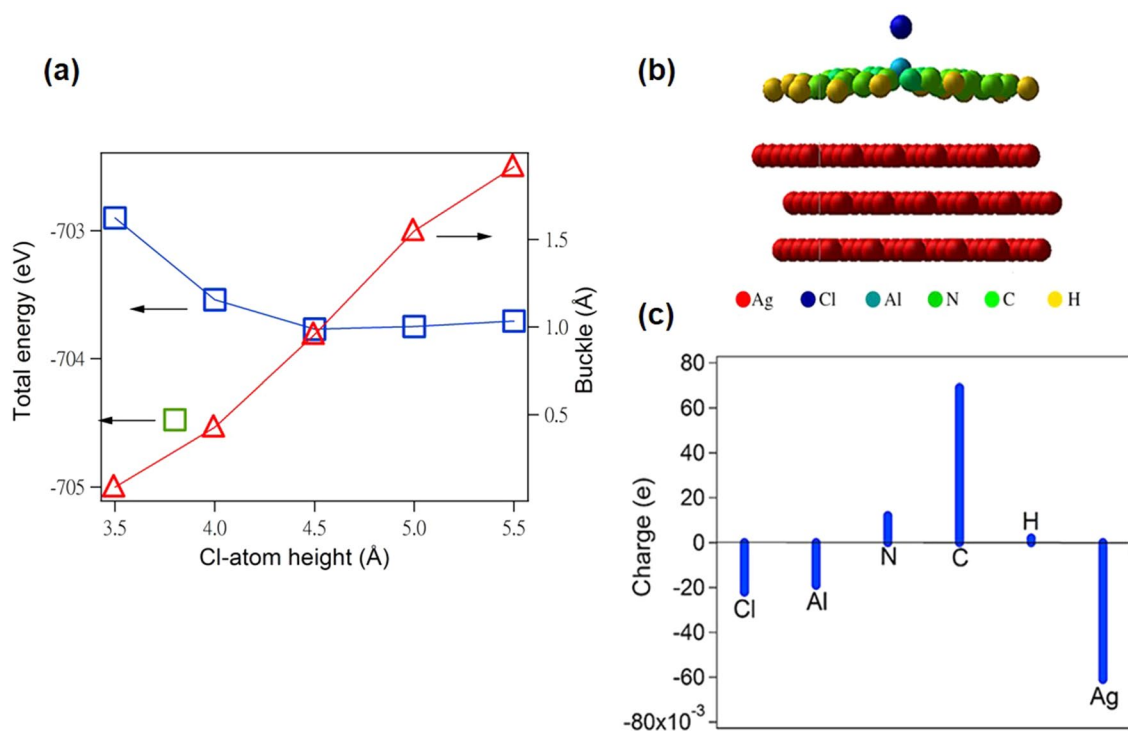 (a)
Total energy (eV)
-703
-704
-705
3.5 4.0 4.5 5.0 5.5
Cl-atom height (Å)
1.5
1.0
0.5
Buckle (Å)
(b)
Ag Cl Al N C H
(c)
Charge (e)
80
60
40
20
0
-20
-40
-60
-80x10⁻³
Cl Al N C H Ag